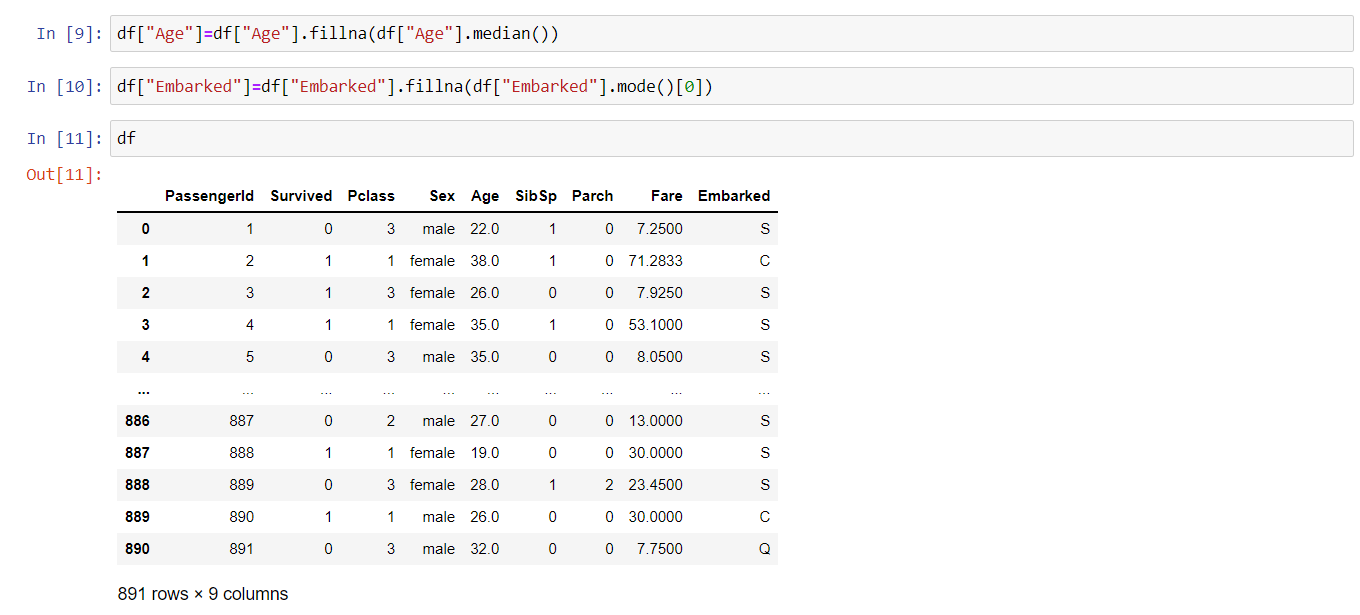 In [9]: df["Age"]=df["Age"].fillna(df["Age"].median())
In [10]: df["Embarked"]=df["Embarked"].fillna(df["Embarked"].mode()[0])
In [11]: df
Out[11]:
PassengerId Survived Pclass Sex Age SibSp Parch Fare Embarked
0 1 0 3 male 22.0 1 0 7.2500 S
1 2 1 1 female 38.0 1 0 71.2833 C
2 3 1 3 female 26.0 0 0 7.9250 S
3 4 1 1 female 35.0 1 0 53.1000 S
4 5 0 3 male 35.0 0 0 8.0500 S
... ... ... ... ... ... ... ... ... ...
886 887 0 2 male 27.0 0 0 13.0000 S
887 888 1 1 female 19.0 0 0 30.0000 S
888 889 0 3 female 28.0 1 2 23.4500 S
889 890 1 1 male 26.0 0 0 30.0000 C
890 891 0 3 male 32.0 0 0 7.7500 Q
891 rows × 9 columns